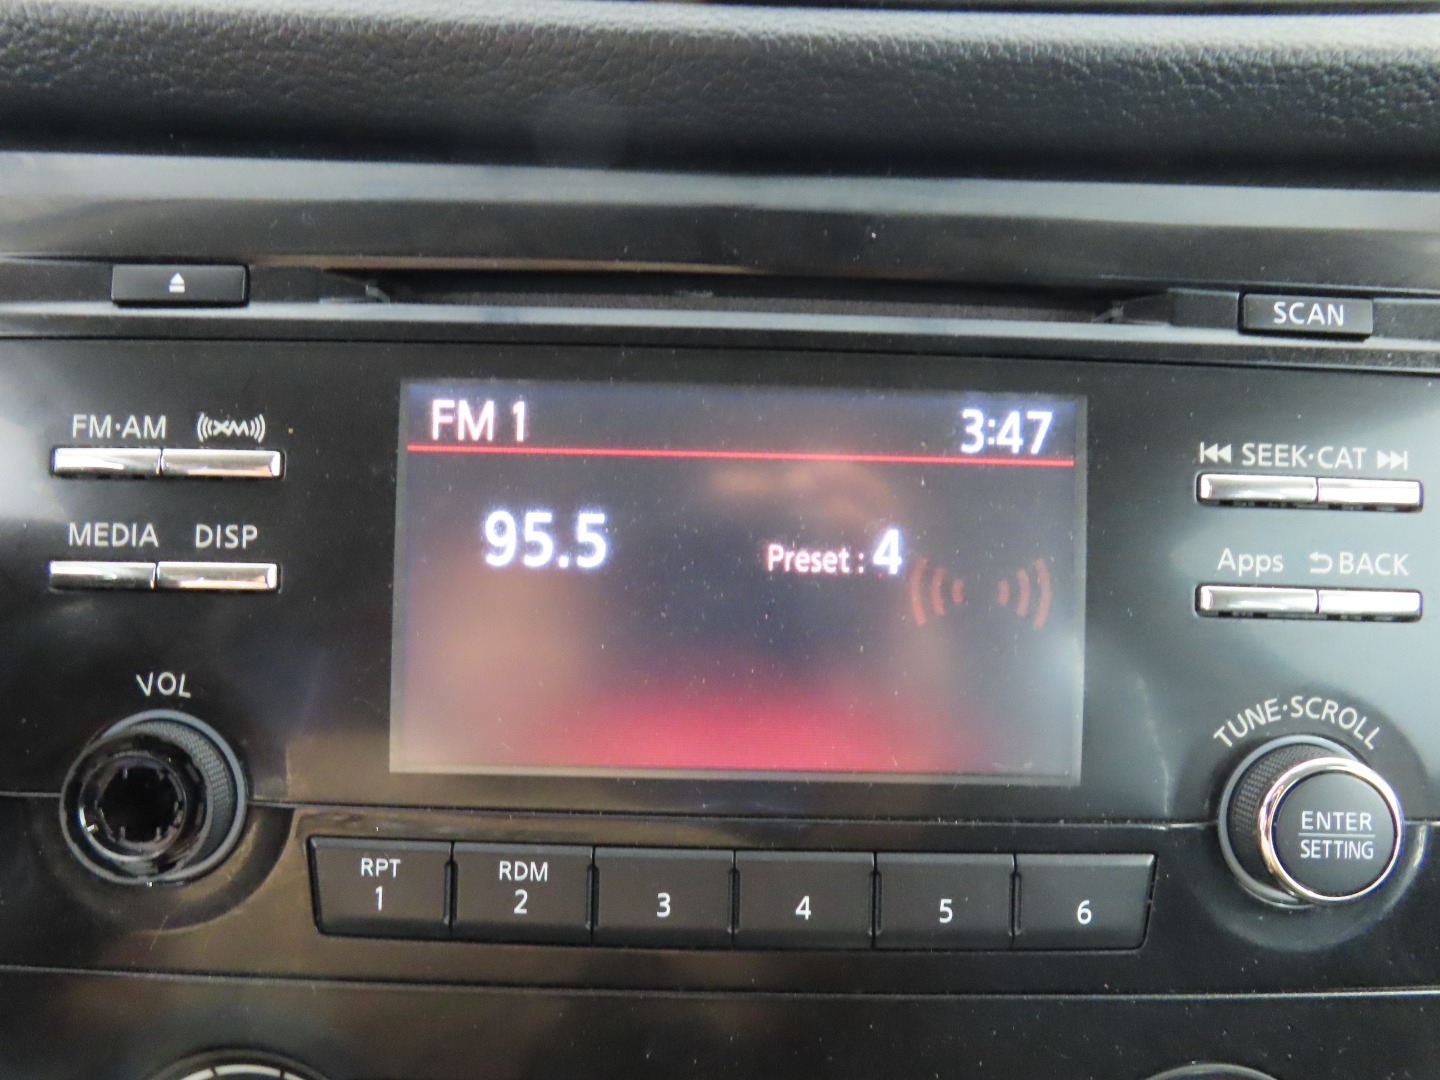 SCAN
FM·AM XM
FM 1 3:47
SEEK·CAT
MEDIA DISP
95.5
Preset : 4
Apps BACK
VOL
TUNE·SCROLL
ENTER
SETTING
RPT
1
RDM
2
3
4
5
6